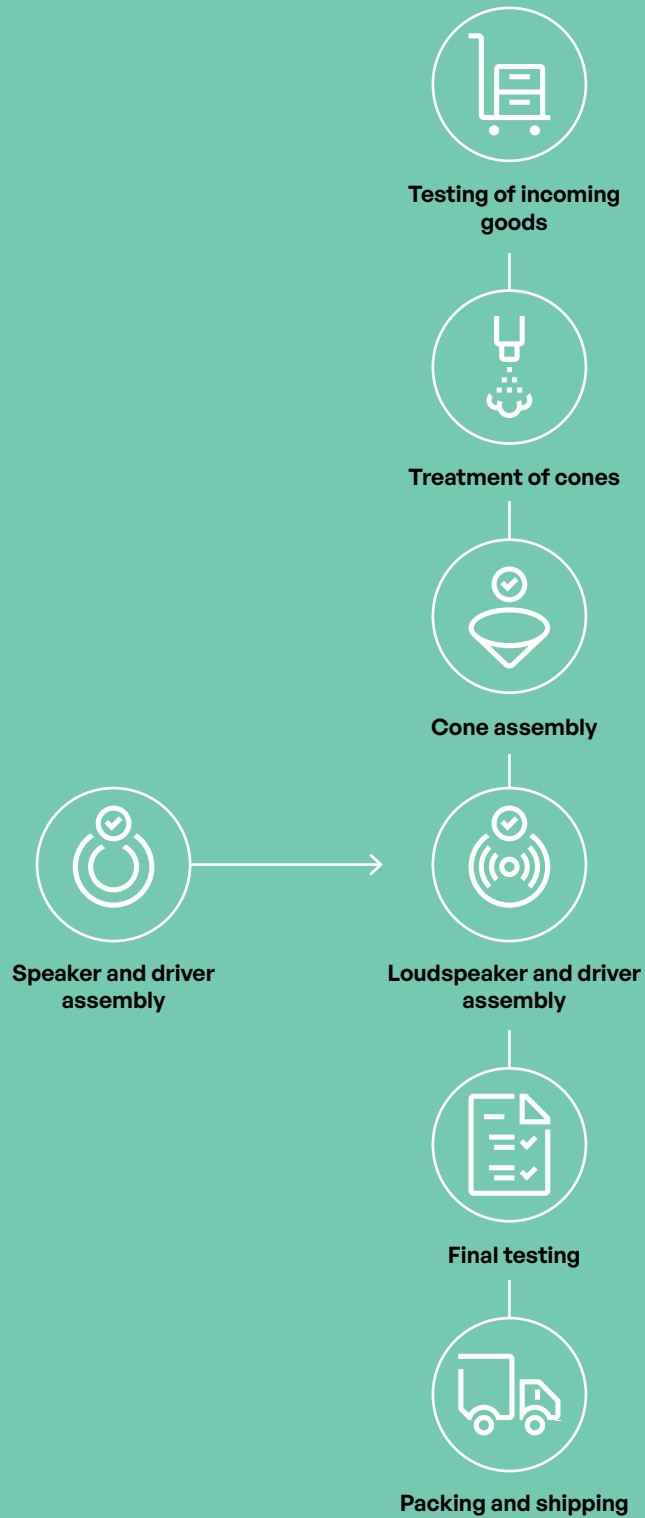 Testing of incoming
goods
Treatment of cones
Cone assembly
Speaker and driver
assembly
Loudspeaker and driver
assembly
Final testing
Packing and shipping